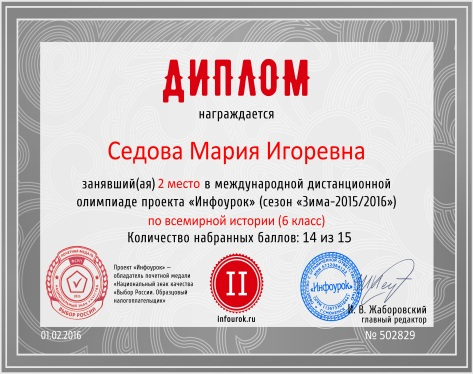 ДИПЛОМ
награждается
Седова Мария Игоревна
занявший(ая) 2 место в международной дистанционной
олимпиаде проекта «Инфоурок» (сезон «Зима-2015/2016»)
по всемирной истории (6 класс)
Количество набранных баллов: 14 из 15
Проект «Инфоурок» –
обладатель почетной медали
«Национальный знак качества
«Выбор России. Образцовый
налогоплательщик»
ВЫБОР РОССИИ
II
infourok.ru
«Инфоурок»
И. В. Жаборовский
главный редактор
01.02.2016
№ 502829